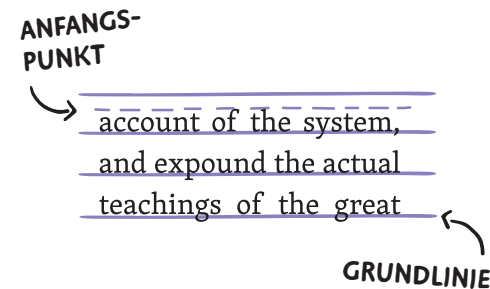 ANFANGS-
PUNKT
account of the system,
and expound the actual
teachings of the great
GRUNDLINIE